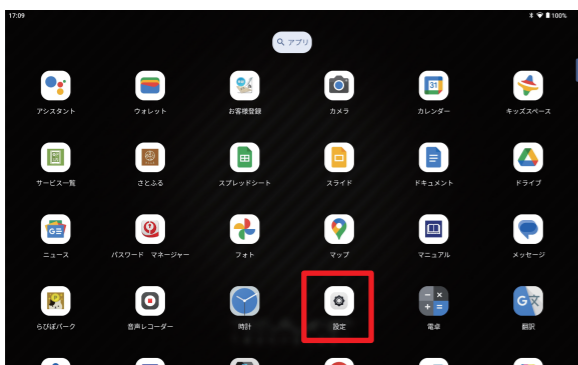 17:09
100%
アプリ
アシスタント
ウォレット
お客様登録
カメラ
カレンダー
キッズスペース
サービス一覧
さとふる
スプレッドシート
スライド
ドキュメント
ドライブ
ニュース
パスワード マネージャー
フォト
マップ
マニュアル
メッセージ
らびぽパーク
音声レコーダー
時計
設定
電卓
翻訳